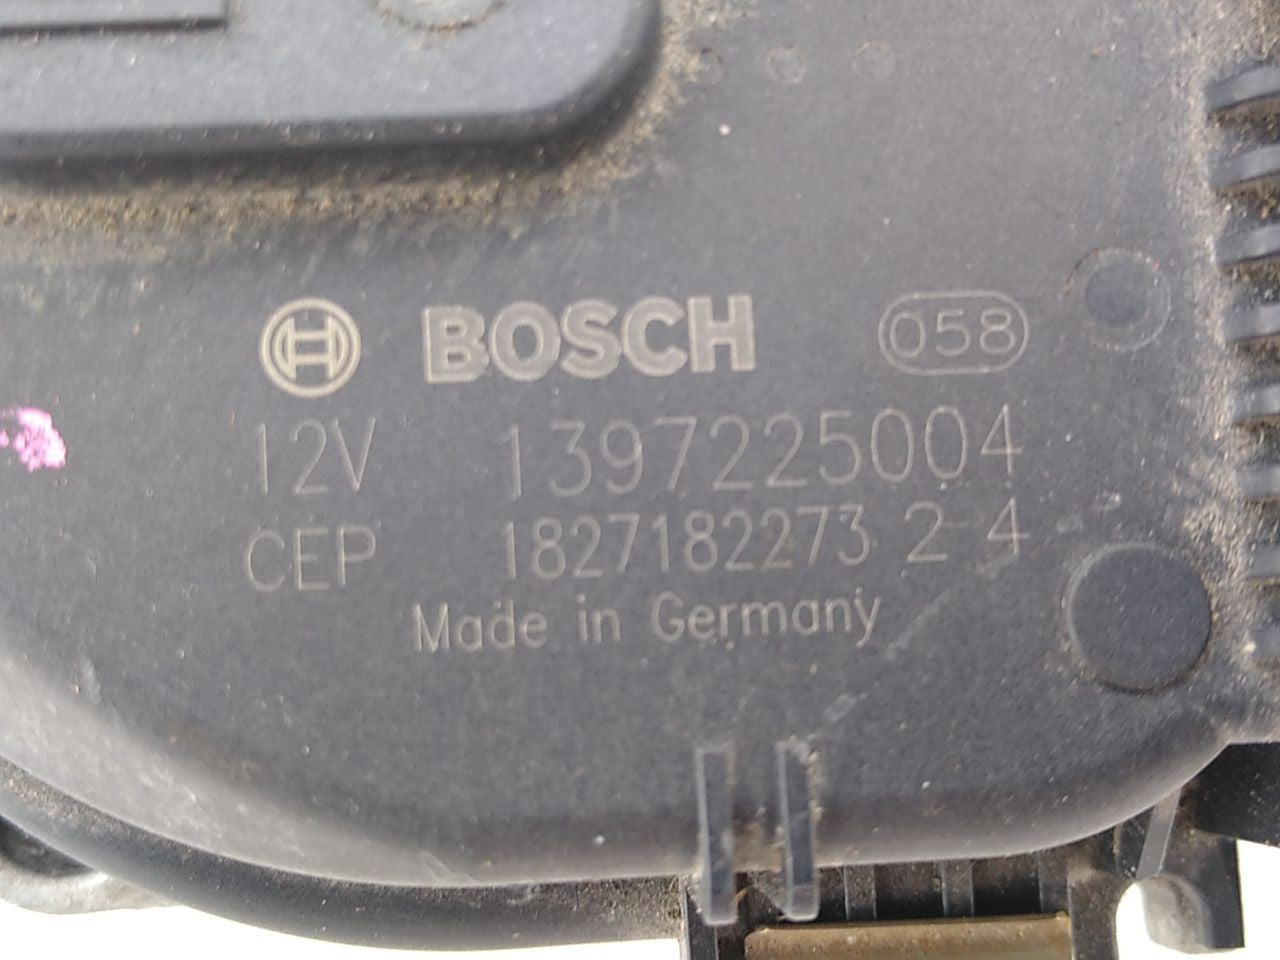 BOSCH 058
12V 1397225004
CEP 1827182273 2-4
Made in Germany